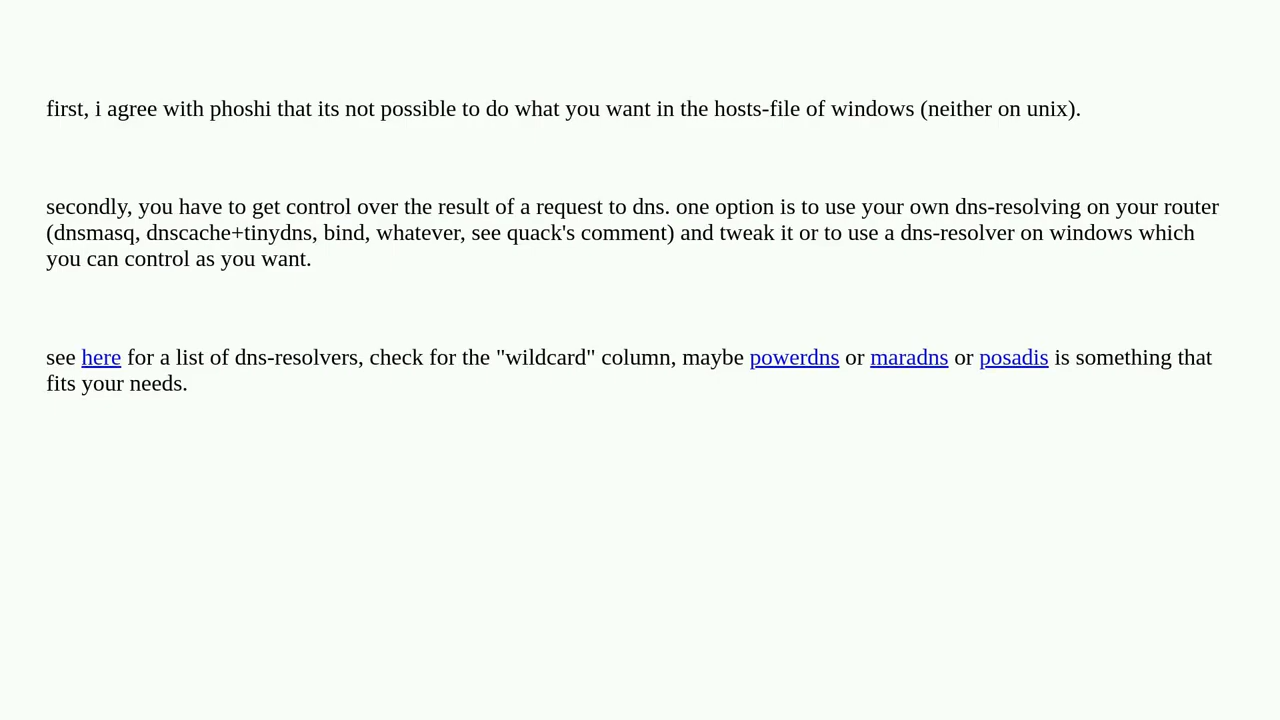 first, i agree with phoshi that its not possible to do what you want in the hosts-file of windows (neither on unix).
secondly, you have to get control over the result of a request to dns. one option is to use your own dns-resolving on your router
(dnsmasq, dnscache+tinydns, bind, whatever, see quack's comment) and tweak it or to use a dns-resolver on windows which
you can control as you want.
see here for a list of dns-resolvers, check for the "wildcard" column, maybe powerdns or maradns or posadis is something that
fits your needs.